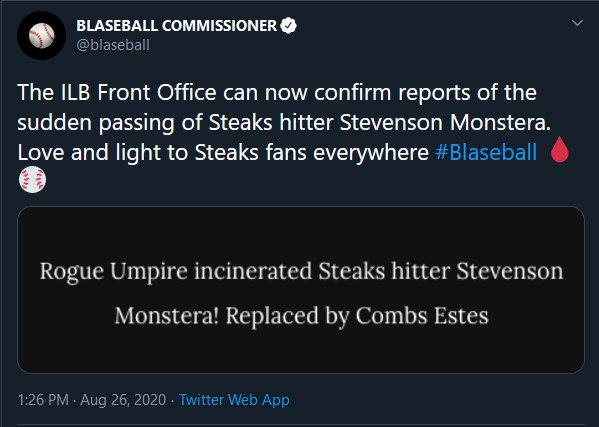 BLASEBALL COMMISSIONER
@blaseball
The ILB Front Office can now confirm reports of the
sudden passing of Steaks hitter Stevenson Monstera.
Love and light to Steaks fans everywhere #Blaseball 🩸
⚾
Rogue Umpire incinerated Steaks hitter Stevenson
Monstera! Replaced by Combs Estes
1:26 PM · Aug 26, 2020 · Twitter Web App